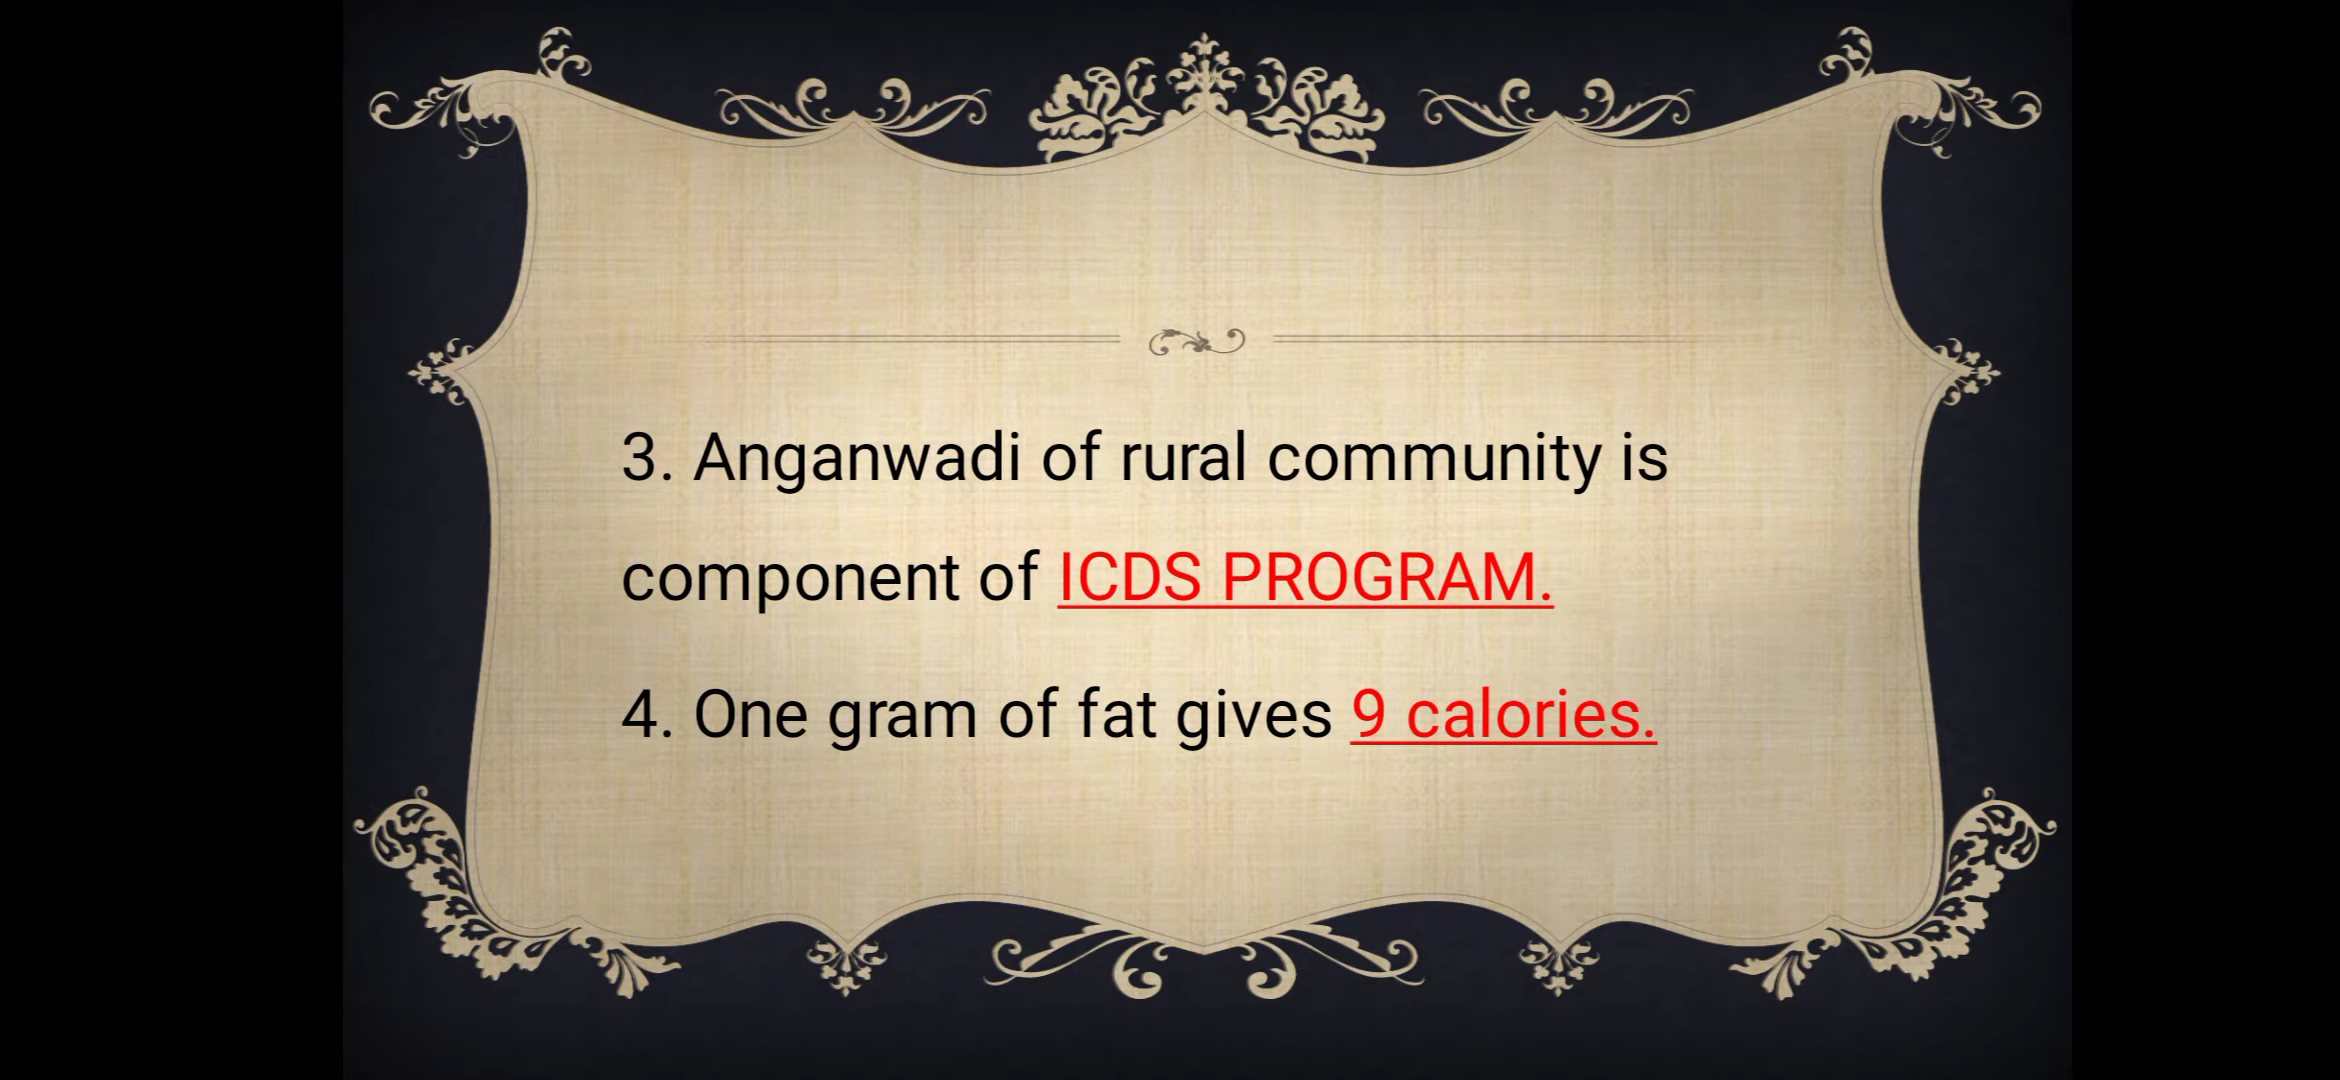 3. Anganwadi of rural community is
component of ICDS PROGRAM.
4. One gram of fat gives 9 calories.